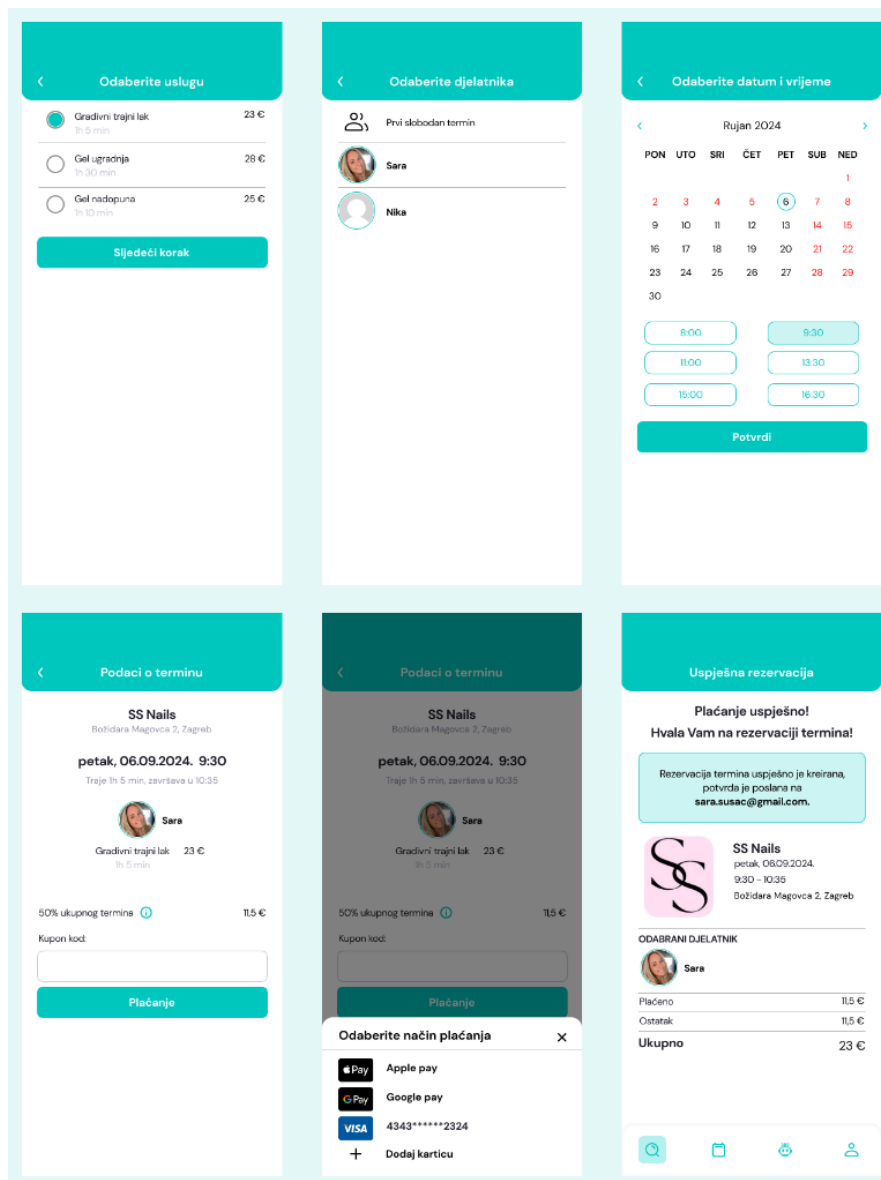 Odaberite uslugu
Gradivni trajni lak 23 €
1h 5 min
Gel ugradnja 28 €
1h 30 min
Gel nadopuna 25 €
1h 10 min
Sljedeći korak
Odaberite djelatnika
Prvi slobodan termin
Sara
Nika
Odaberite datum i vrijeme
Rujan 2024
PON UTO SRI ČET PET SUB NED
1
2 3 4 5 6 7 8
9 10 11 12 13 14 15
16 17 18 19 20 21 22
23 24 25 26 27 28 29
30
8:00 9:30
11:00 13:30
15:00 16:30
Potvrdi
Podaci o terminu
SS Nails
Božidara Magovca 2, Zagreb
petak, 06.09.2024. 9:30
Traje 1h 5 min, završava u 10:35
Sara
Gradivni trajni lak 23 €
1h 5 min
50% ukupnog termina 11,5 €
Kupon kod:
Plaćanje
Podaci o terminu
SS Nails
Božidara Magovca 2, Zagreb
petak, 06.09.2024. 9:30
Traje 1h 5 min, završava u 10:35
Sara
Gradivni trajni lak 23 €
1h 5 min
50% ukupnog termina 11,5 €
Kupon kod:
Plaćanje
Odaberite način plaćanja
Pay Apple pay
G Pay Google pay
VISA 4343******2324
Dodaj karticu
Uspješna rezervacija
Plaćanje uspješno!
Hvala Vam na rezervaciji termina!
Rezervacija termina uspješno je kreirana,
potvrda je poslana na
sara.susac@gmail.com.
SS
SS Nails
petak, 06.09.2024.
9:30 - 10:35
Božidara Magovca 2, Zagreb
ODABRANI DJELATNIK
Sara
Plaćeno 11,5 €
Ostatak 11,5 €
Ukupno 23 €